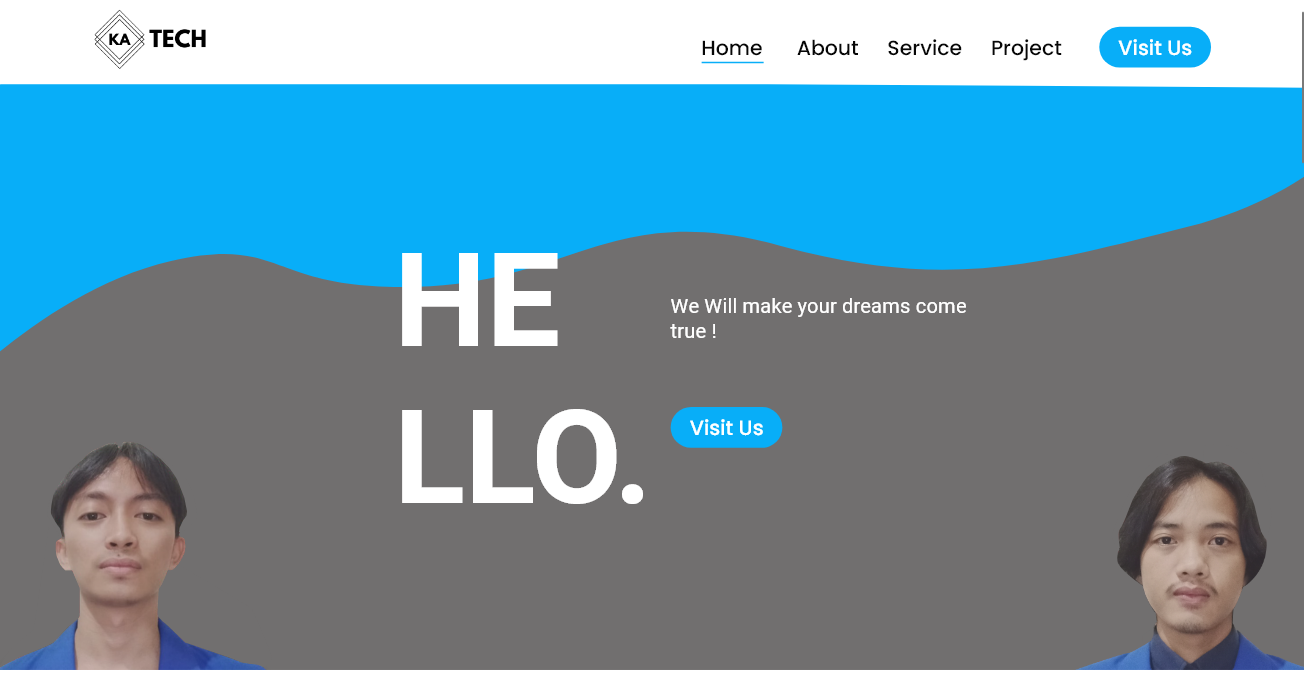 KA TECH
Home About Service Project Visit Us
HE
We Will make your dreams come
true !
LLO.
Visit Us